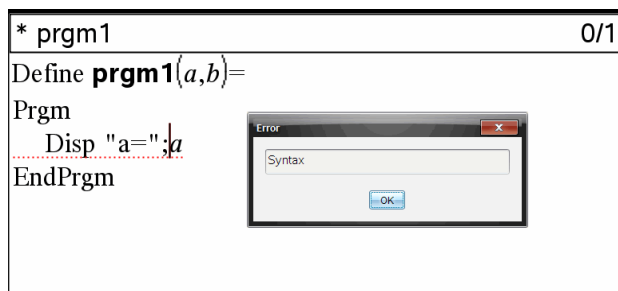 * prgm1 0/1
Define prgm1(a,b)=
Prgm
Disp "a=";a
EndPrgm
Error
x
Syntax
OK